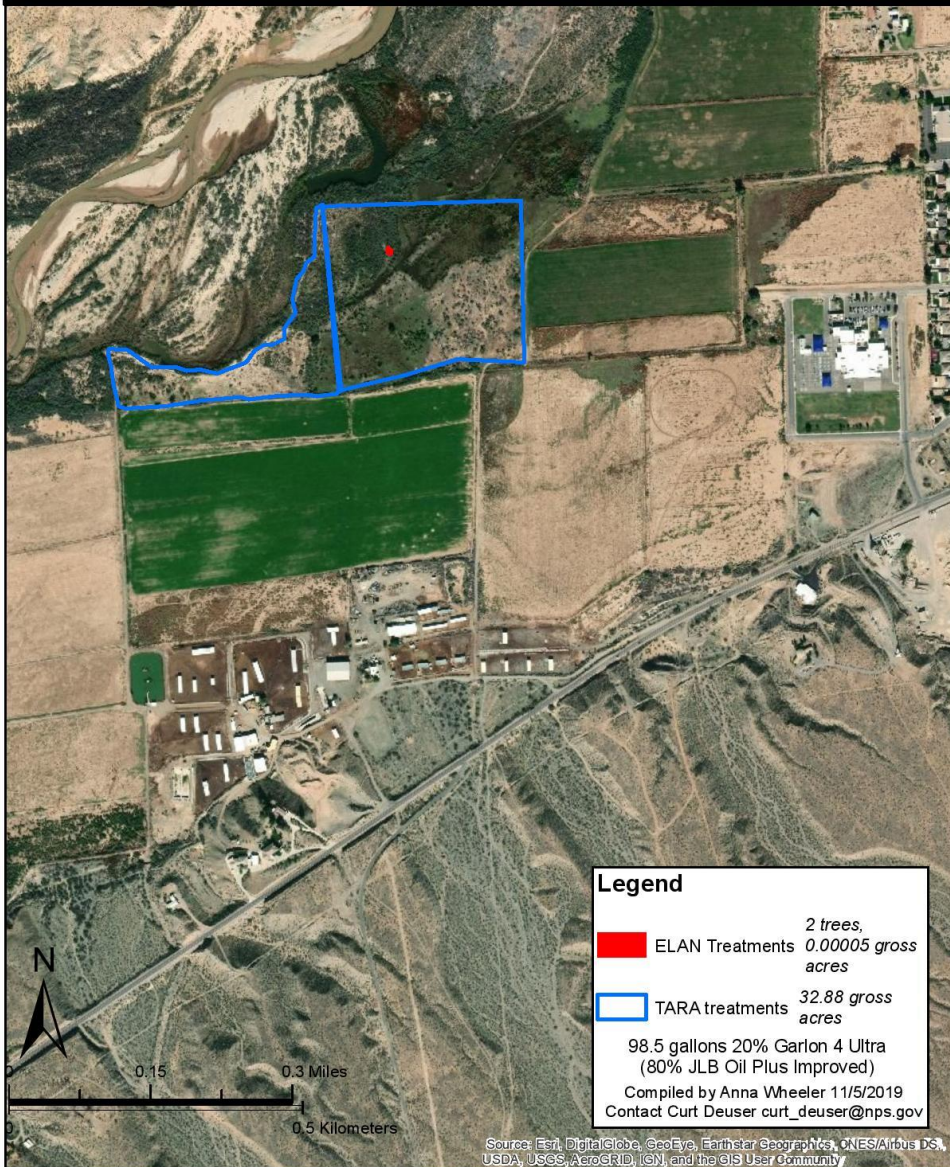 Legend
ELAN Treatments 2 trees,
0.00005 gross
acres
TARA treatments 32.88 gross
acres
98.5 gallons 20% Garlon 4 Ultra
(80% JLB Oil Plus Improved)
Compiled by Anna Wheeler 11/5/2019
Contact Curt Deuser curt_deuser@nps.gov
N
0 0.15 0.3 Miles
0 0.5 Kilometers
Source: Esri, DigitalGlobe, GeoEye, Earthstar Geographics, CNES/Airbus DS,
USDA, USGS, AeroGRID, IGN, and the GIS User Community